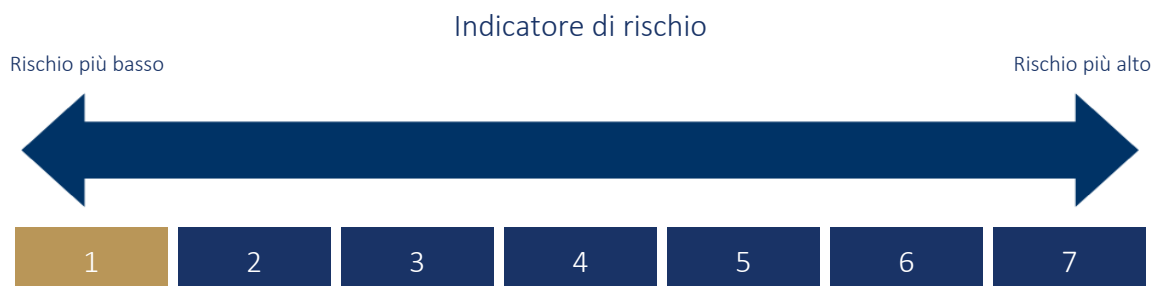 Indicatore di rischio
Rischio più basso Rischio più alto
1 2 3 4 5 6 7